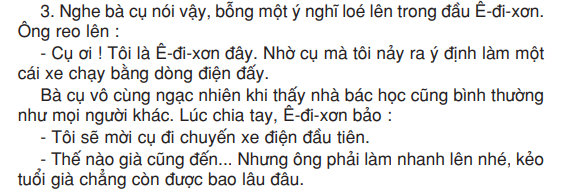 3. Nghe bà cụ nói vậy, bỗng một ý nghĩ loé lên trong đầu Ê-đi-xơn.
Ông reo lên :
- Cụ ơi ! Tôi là Ê-đi-xơn đây. Nhờ cụ mà tôi nảy ra ý định làm một
cái xe chạy bằng dòng điện đấy.
Bà cụ vô cùng ngạc nhiên khi thấy nhà bác học cũng bình thường
như mọi người khác. Lúc chia tay, Ê-đi-xơn bảo :
- Tôi sẽ mời cụ đi chuyến xe điện đầu tiên.
- Thế nào già cũng đến... Nhưng ông phải làm nhanh lên nhé, kẻo
tuổi già chẳng còn được bao lâu đâu.